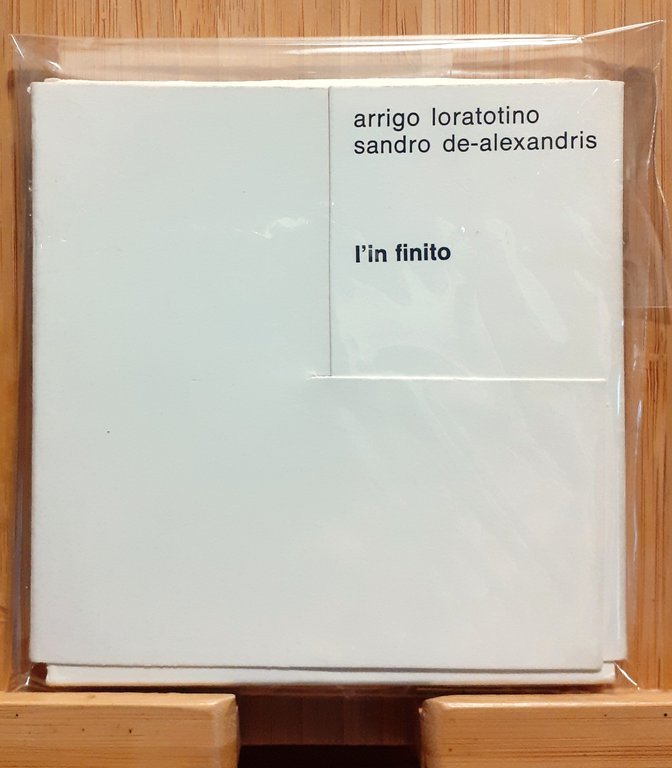 arrigo loratotino
sandro de-alexandris
l'in finito